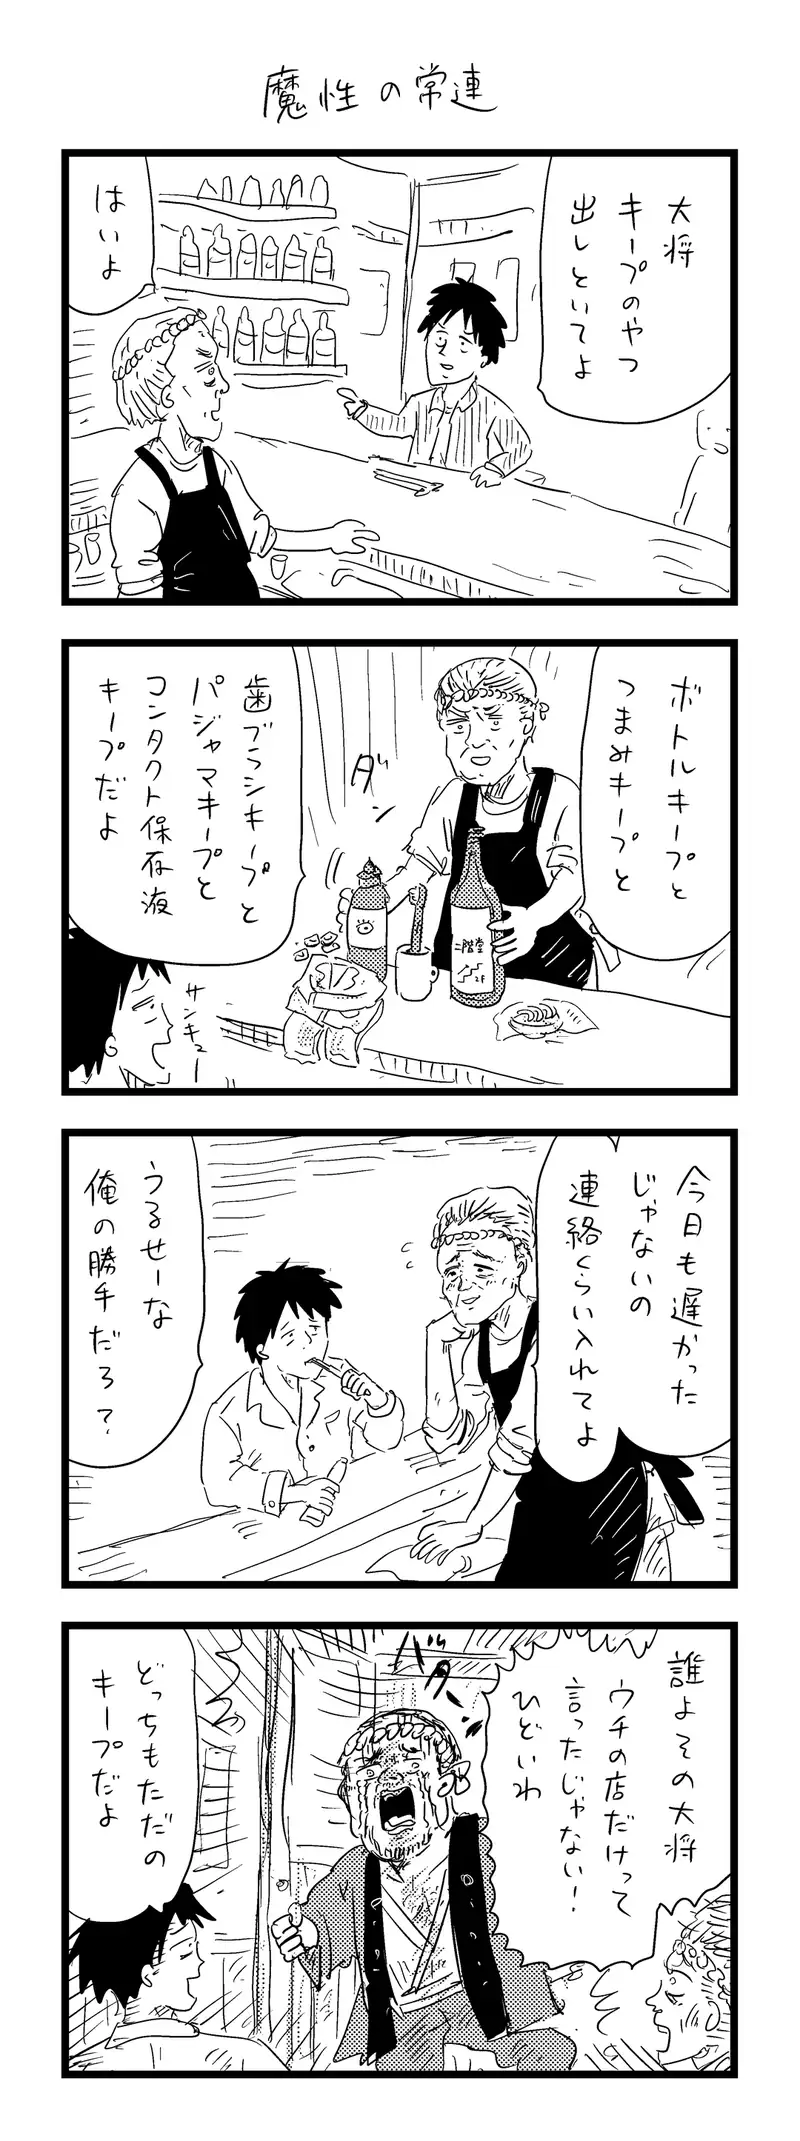 魔性の常連
大将
キープのやつ
出しといてよ
はいよ
ボトルキープと
つまみキープと
ダンッ
二階堂
2F
歯ブラシキープと
パジャマキープと
コンタクト保存液
キープだよ
サンキュー
今日も遅かった
じゃないの
連絡くらい入れてよ
うるせーな
俺の勝手だろ？
誰よその大将
ウチの店だけって
言ったじゃない！
ひどいわ
バターンッ
どっちもただの
キープだよ